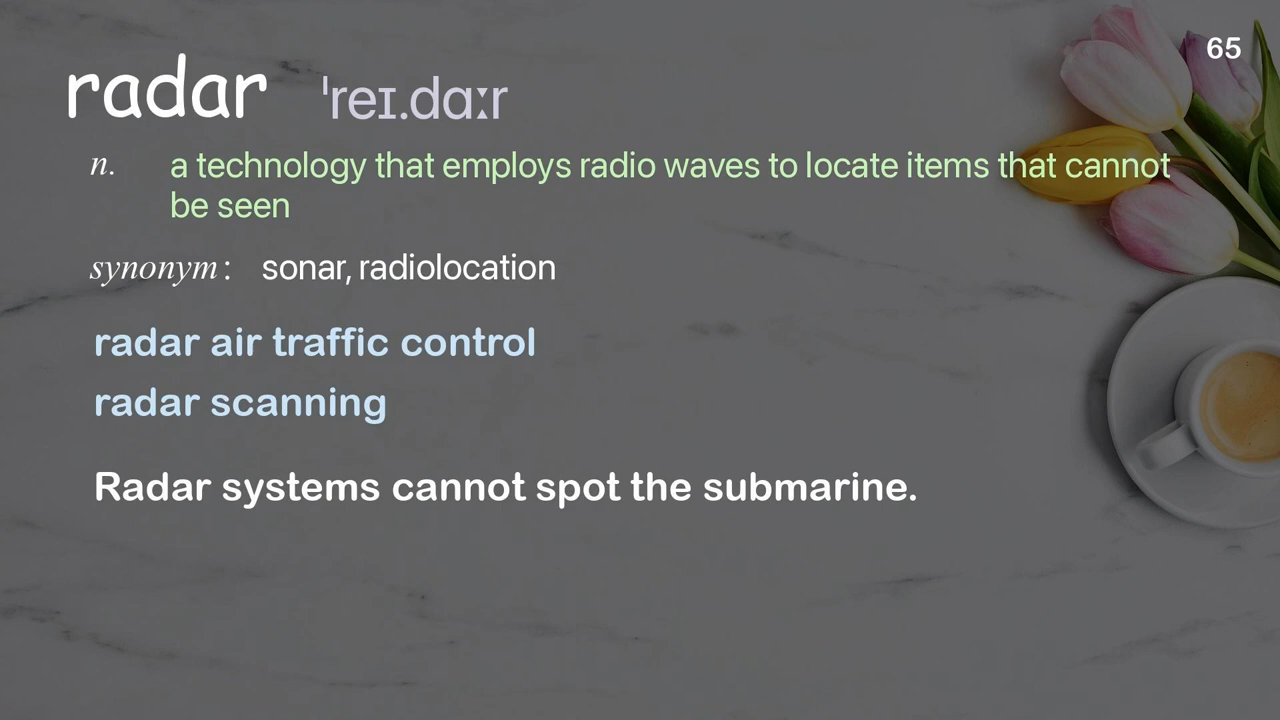 65
radar ˈreɪ.dɑːr
n. a technology that employs radio waves to locate items that cannot
be seen
synonym: sonar, radiolocation
radar air traffic control
radar scanning
Radar systems cannot spot the submarine.